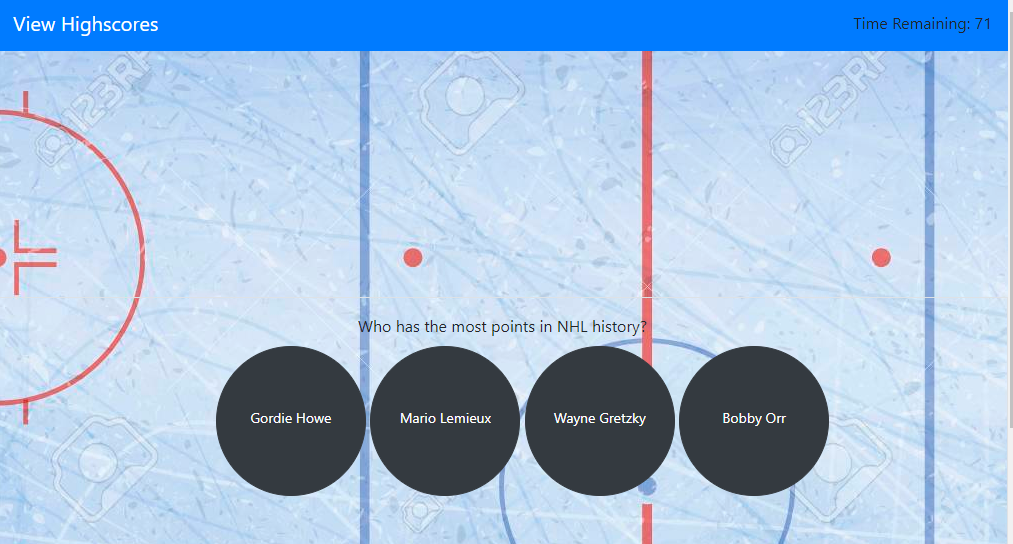 View Highscores
Time Remaining: 71
123RF
123RF
Who has the most points in NHL history?
Gordie Howe
Mario Lemieux
Wayne Gretzky
Bobby Orr